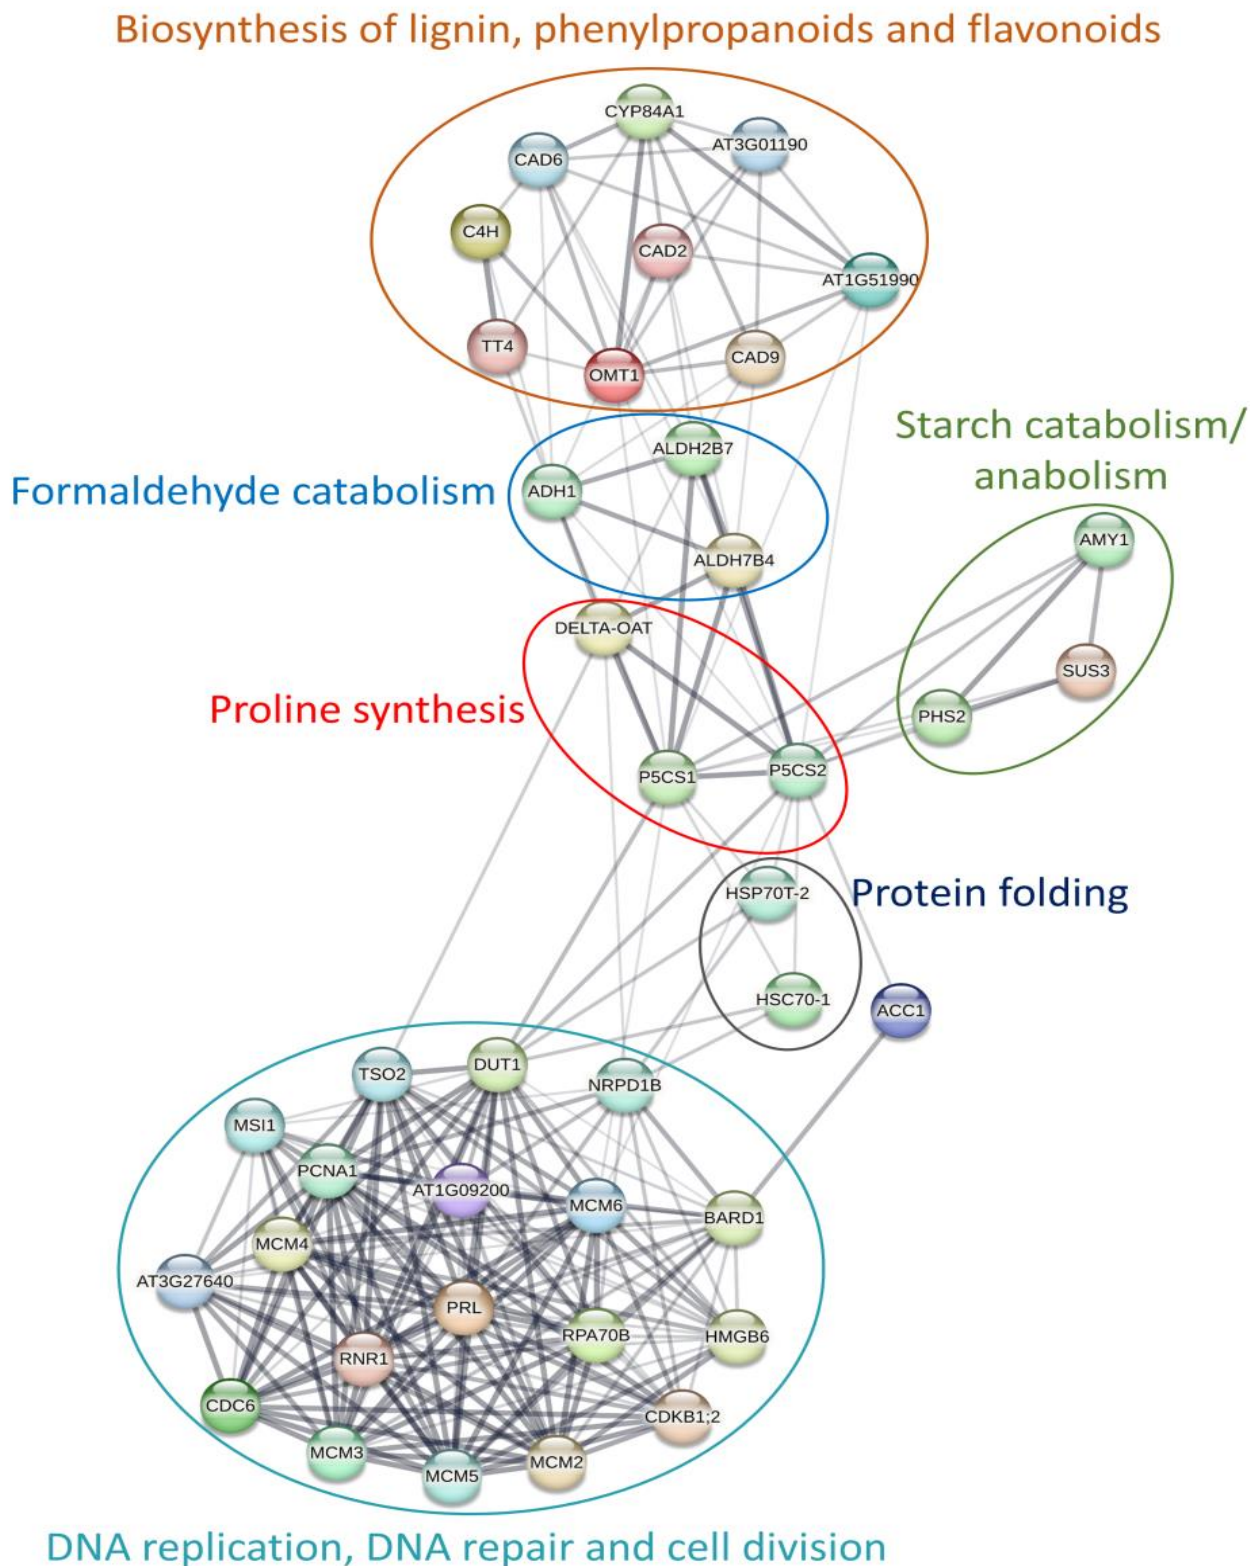 Biosynthesis of lignin, phenylpropanoids and flavonoids
CYP84A1
AT3G01190
CAD6
C4H
CAD2
AT1G51990
TT4
CAD9
OMT1
Starch catabolism/
anabolism
ALDH2B7
Formaldehyde catabolism
ADH1
AMY1
ALDH7B4
DELTA-OAT
SUS3
Proline synthesis
PHS2
P5CS1
P5CS2
HSP70T-2
Protein folding
HSC70-1
ACC1
DUT1
TSO2
NRPD1B
MSI1
PCNA1
AT1G09200
MCM6
BARD1
MCM4
AT3G27640
PRL
RPA70B
HMGB6
RNR1
CDC6
CDKB1;2
MCM3
MCM2
MCM5
DNA replication, DNA repair and cell division